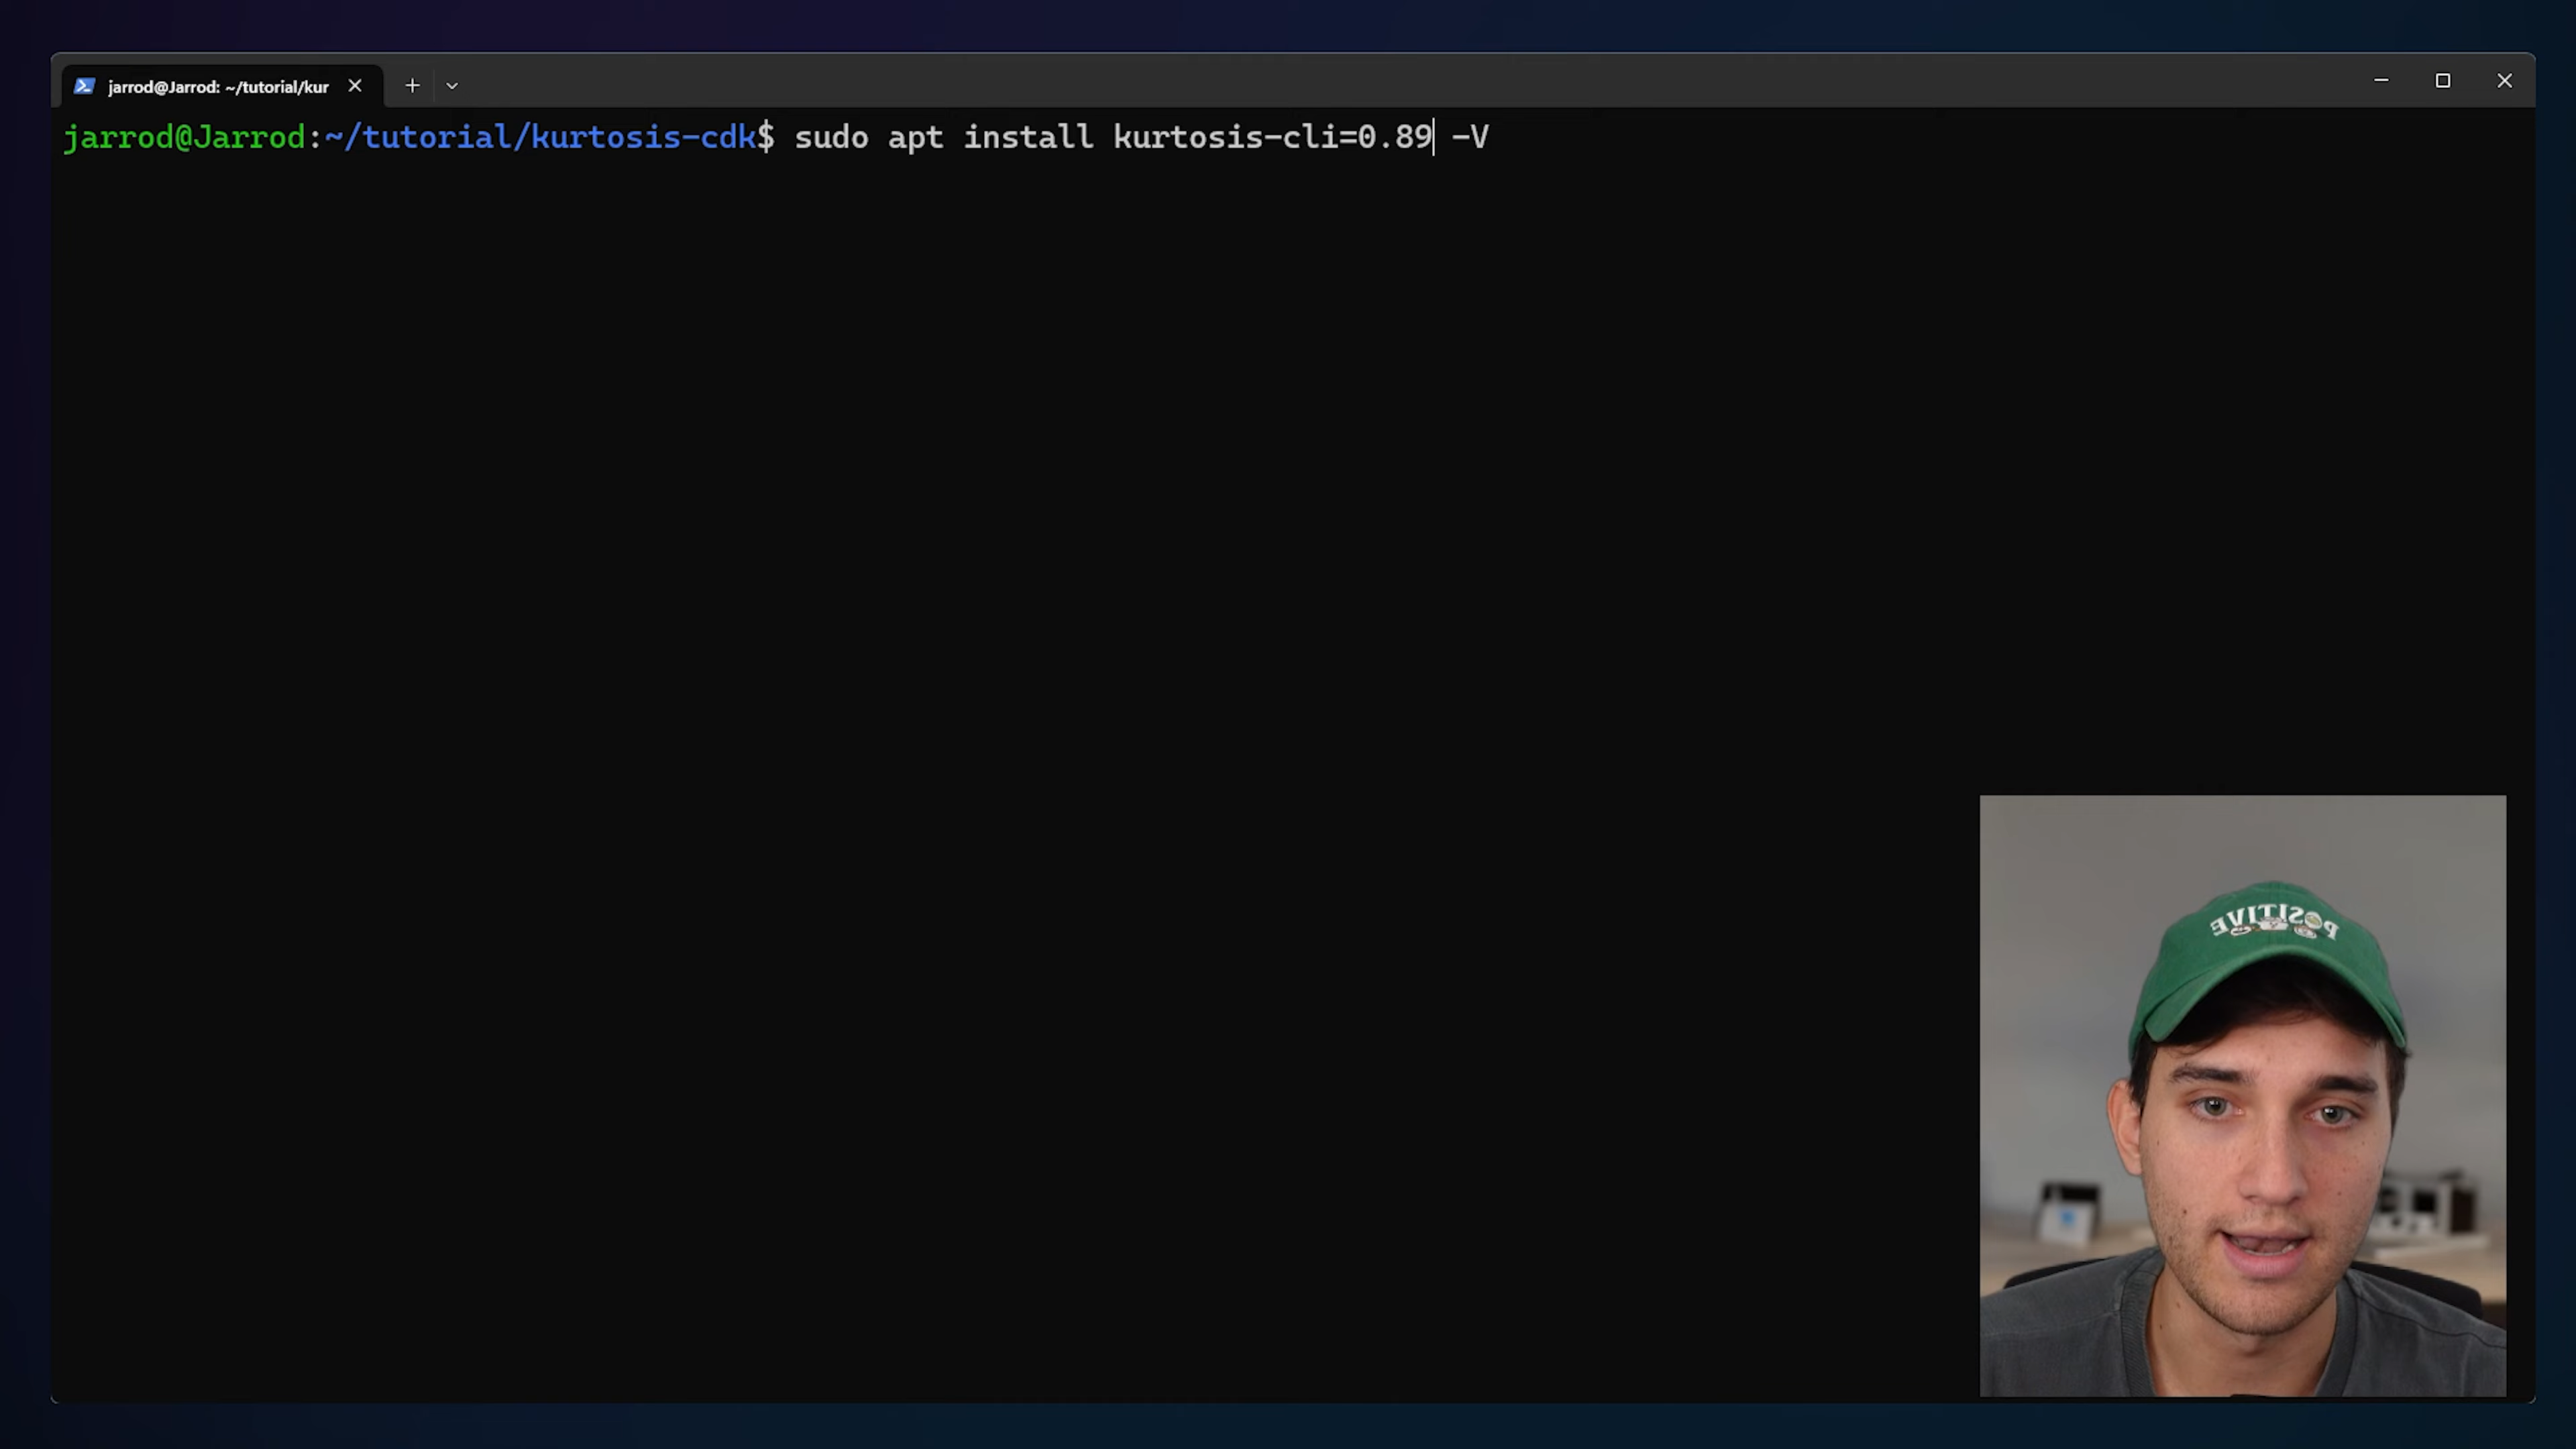 jarrod@Jarrod: ~/tutorial/kur
jarrod@Jarrod:~/tutorial/kurtosis-cdk$ sudo apt install kurtosis-cli=0.89 -V
POSITIVE